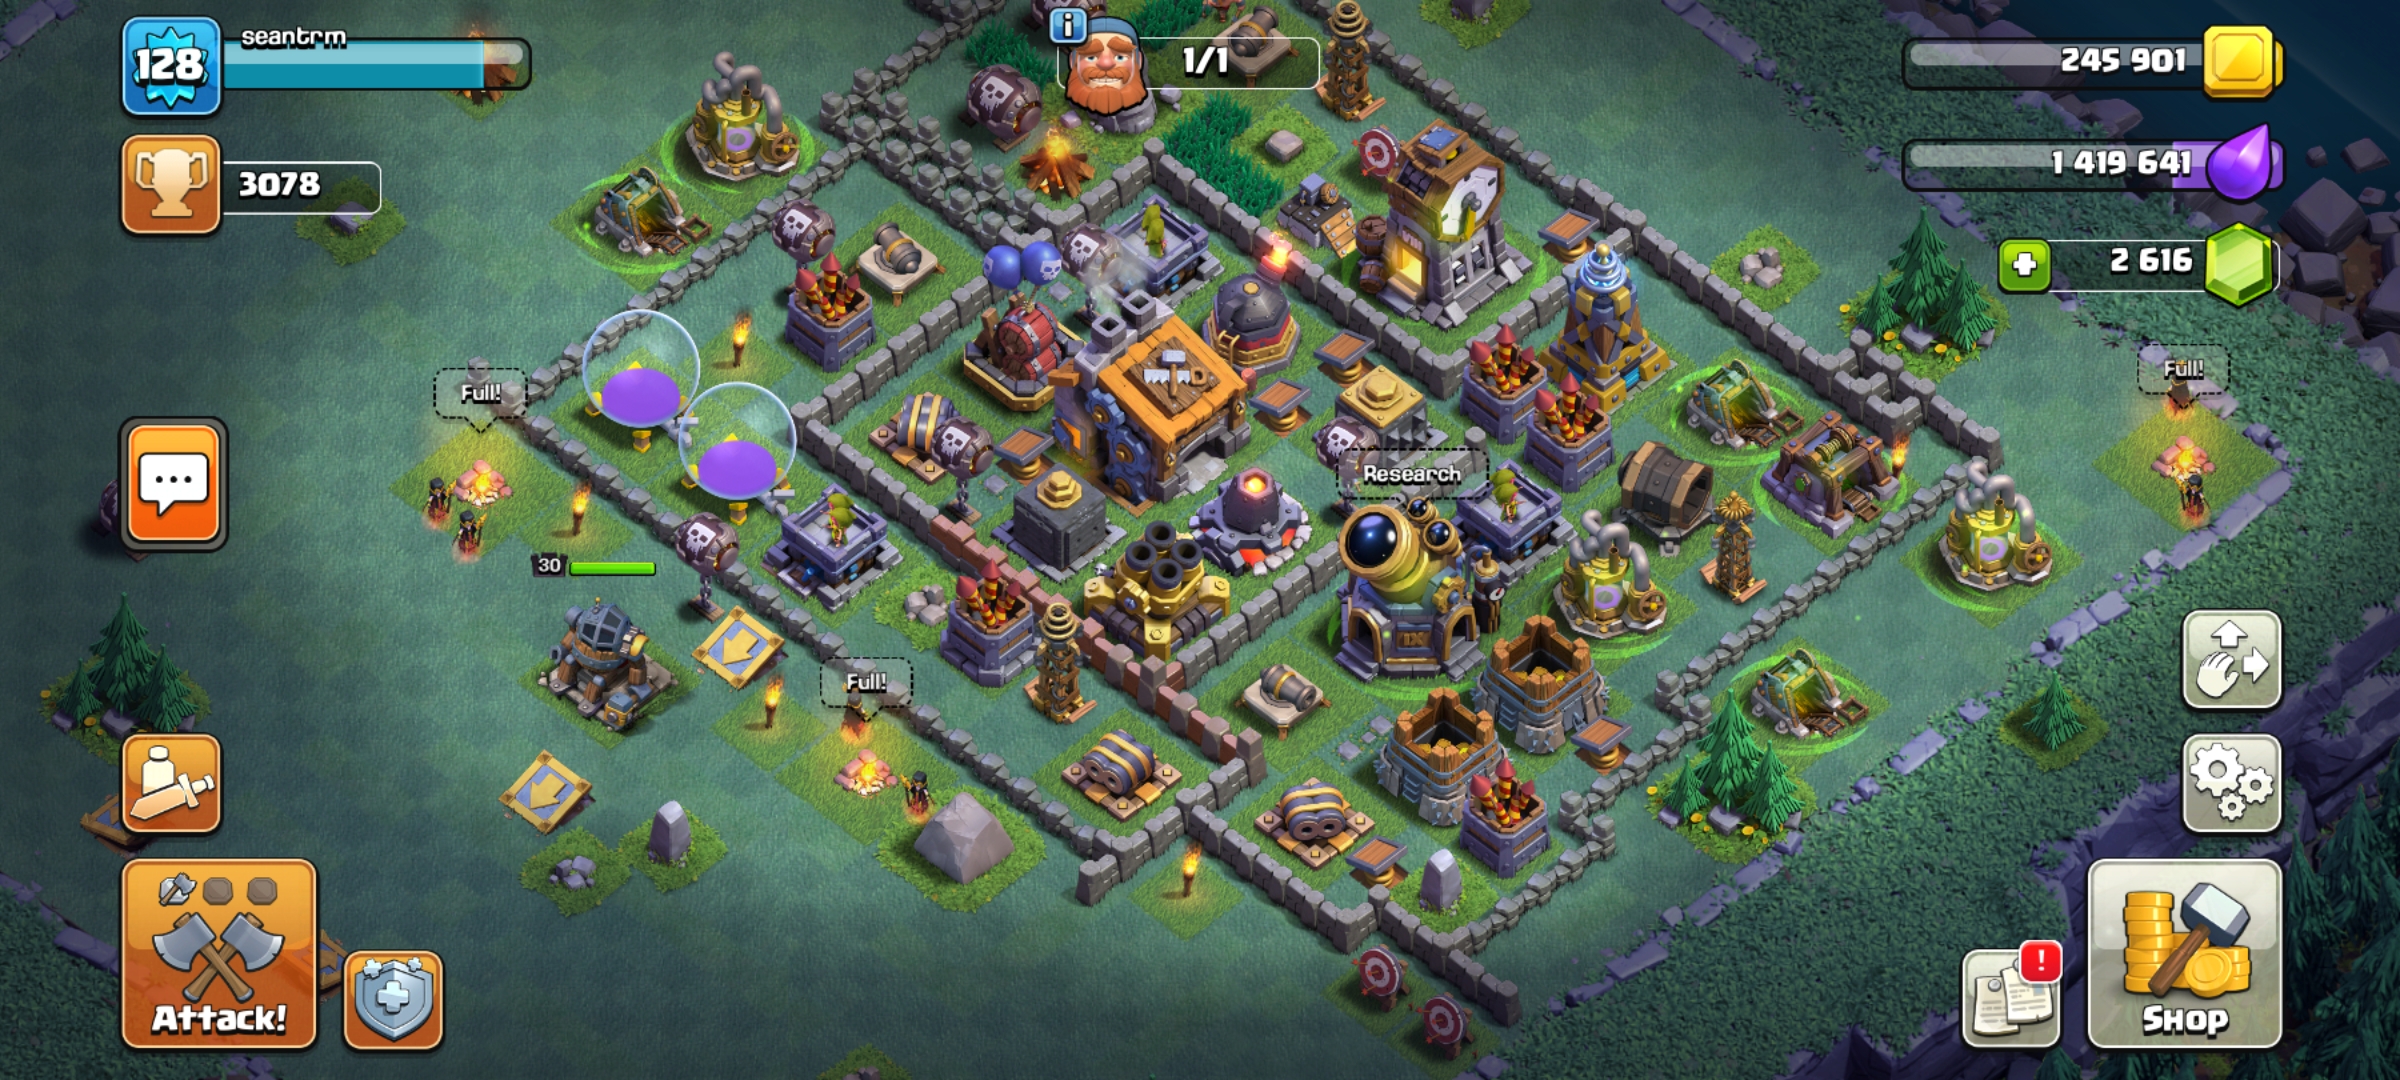 128
seantrm
1/1
245 901
3078
1 419 641
2 616
Full!
Full!
Research
30
Full!
IX
Attack!
!
Shop